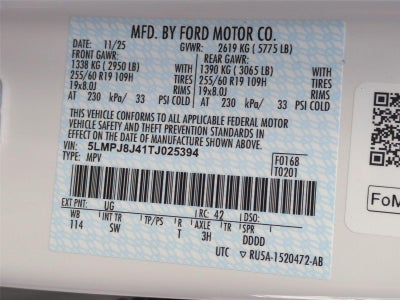 MFD. BY FORD MOTOR CO.
DATE: 11/25 GVWR: 2619 KG ( 5775 LB)
FRONT GAWR: REAR GAWR:
1338 KG ( 2950 LB) WITH 1390 KG ( 3065 LB) WITH
255/60 R19 109H TIRES 255/60 R19 109H TIRES
19x8.0J RIMS 19x8.0J RIMS
AT 230 kPa/ 33 PSI COLD AT 230 kPa/ 33 PSI COLD
THIS VEHICLE CONFORMS TO ALL APPLICABLE FEDERAL MOTOR
VEHICLE SAFETY AND THEFT PREVENTION STANDARDS IN
EFFECT ON THE DATE OF MANUFACTURE SHOWN ABOVE.
VIN: 5LMPJ8J41TJ025394 F0168
TYPE: MPV T0201
EXT PNT: UG RC: 42 DSO:
WB INT TR TP/PS R AXLE TR SPR
114 SW T 3H DDDD
UTC RU5A-1520472-AB
FoM